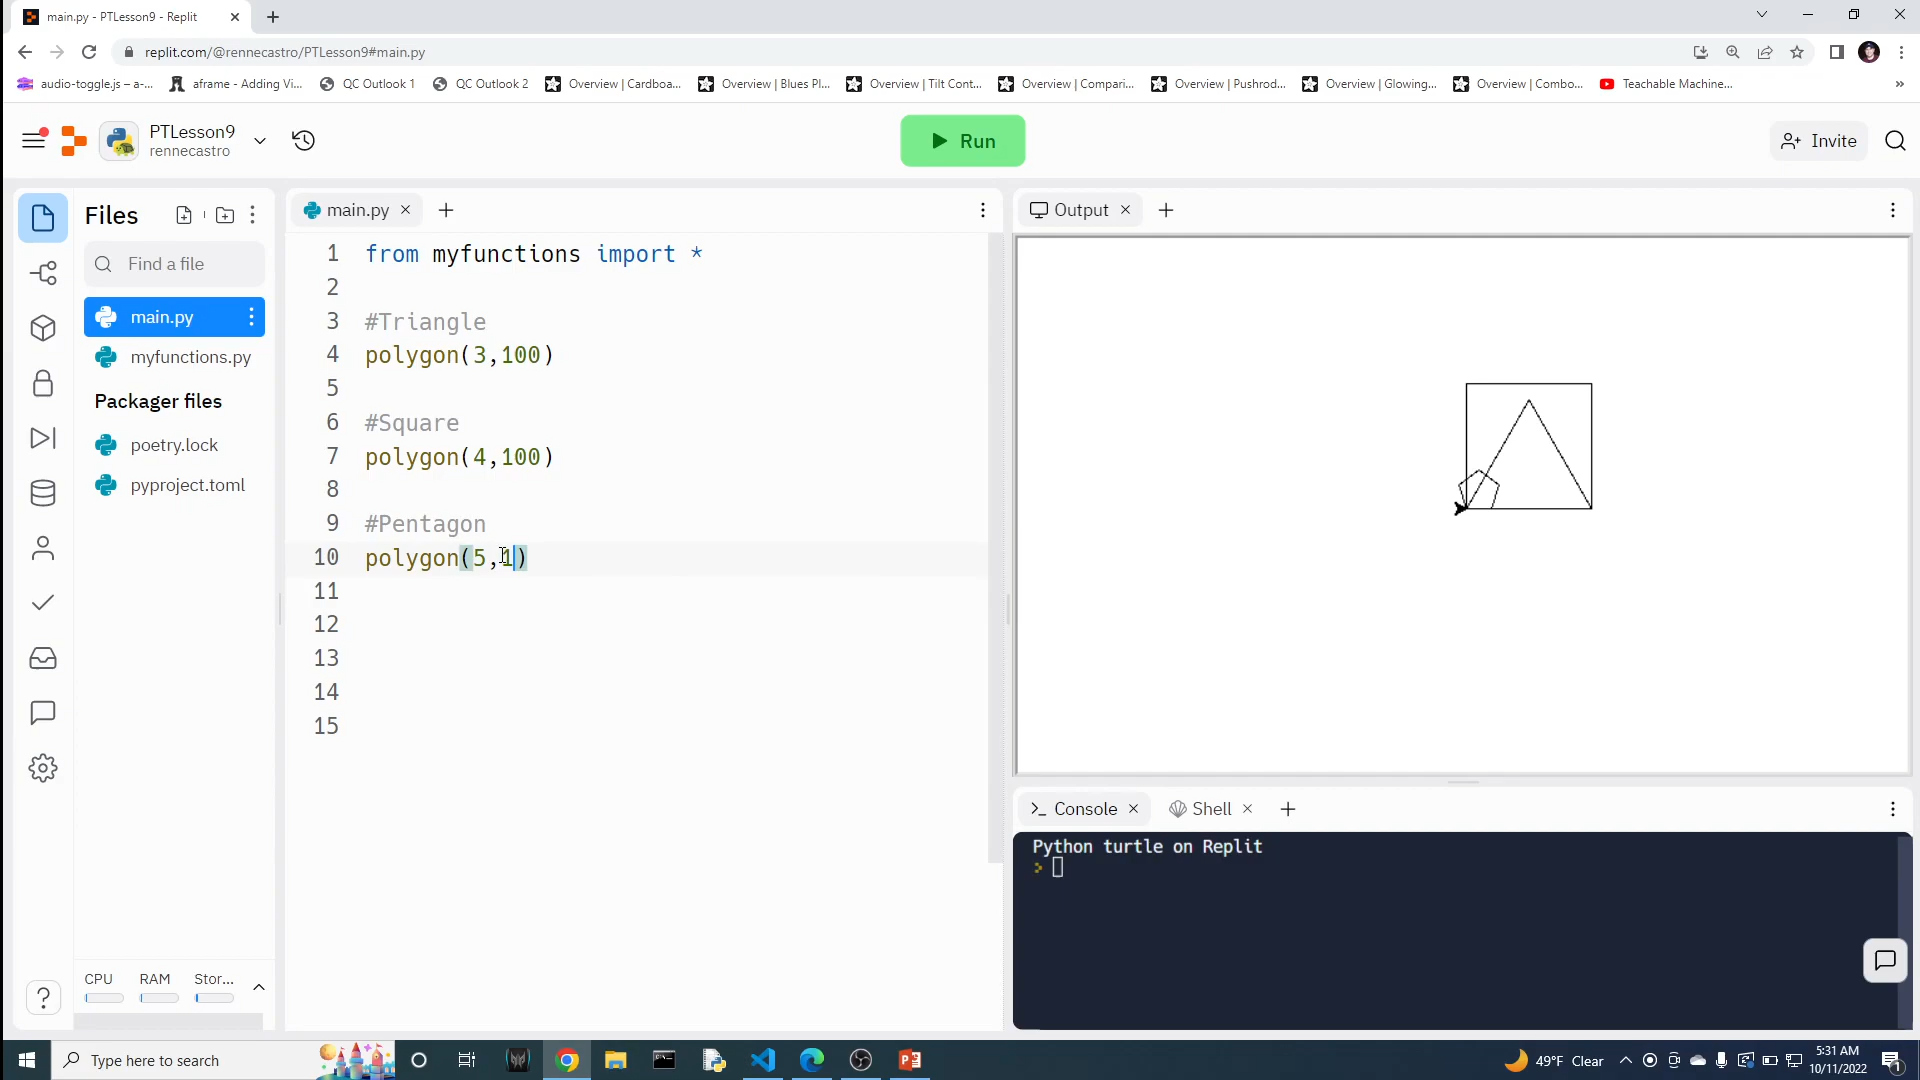 main.py - PTLesson9 - Replit
replit.com/@rennecastro/PTLesson9#main.py
audio-toggle.js – a-...
aframe - Adding Vi...
QC Outlook 1
QC Outlook 2
Overview | Cardboa...
Overview | Blues Pl...
Overview | Tilt Cont...
Overview | Compari...
Overview | Pushrod...
Overview | Glowing...
Overview | Combo...
Teachable Machine...
»
PTLesson9
rennecastro
Run
Invite
Files
Find a file
main.py
myfunctions.py
Packager files
poetry.lock
pyproject.toml
CPU RAM Stor...
?
main.py
1 from myfunctions import *
2
3 #Triangle
4 polygon(3,100)
5
6 #Square
7 polygon(4,100)
8
9 #Pentagon
10 polygon(5,1)
11
12
13
14
15
Output
Console
Shell
Python turtle on Replit
>
Type here to search
49°F Clear
5:31 AM
10/11/2022
1